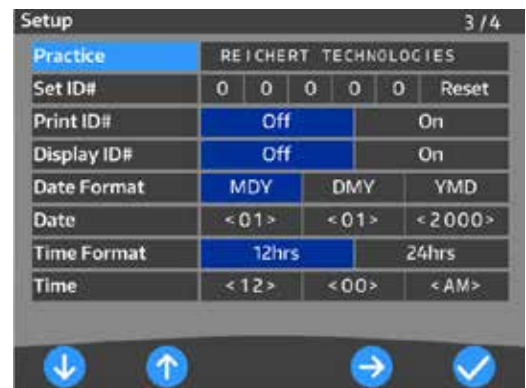 Setup 3/4
Practice REICHERT TECHNOLOGIES
Set ID# 0 0 0 0 0 Reset
Print ID# Off On
Display ID# Off On
Date Format MDY DMY YMD
Date <01> <01> <2000>
Time Format 12hrs 24hrs
Time <12> <00> <AM>